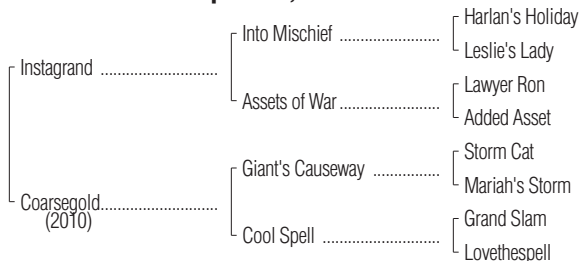 Harlan's Holiday
Into Mischief ....................
Leslie's Lady
Instagrand ........................
Lawyer Ron
Assets of War....................
Added Asset
Storm Cat
Giant's Causeway .............
Mariah's Storm
Coarsegold........................
(2010)
Grand Slam
Cool Spell ........................
Lovethespell